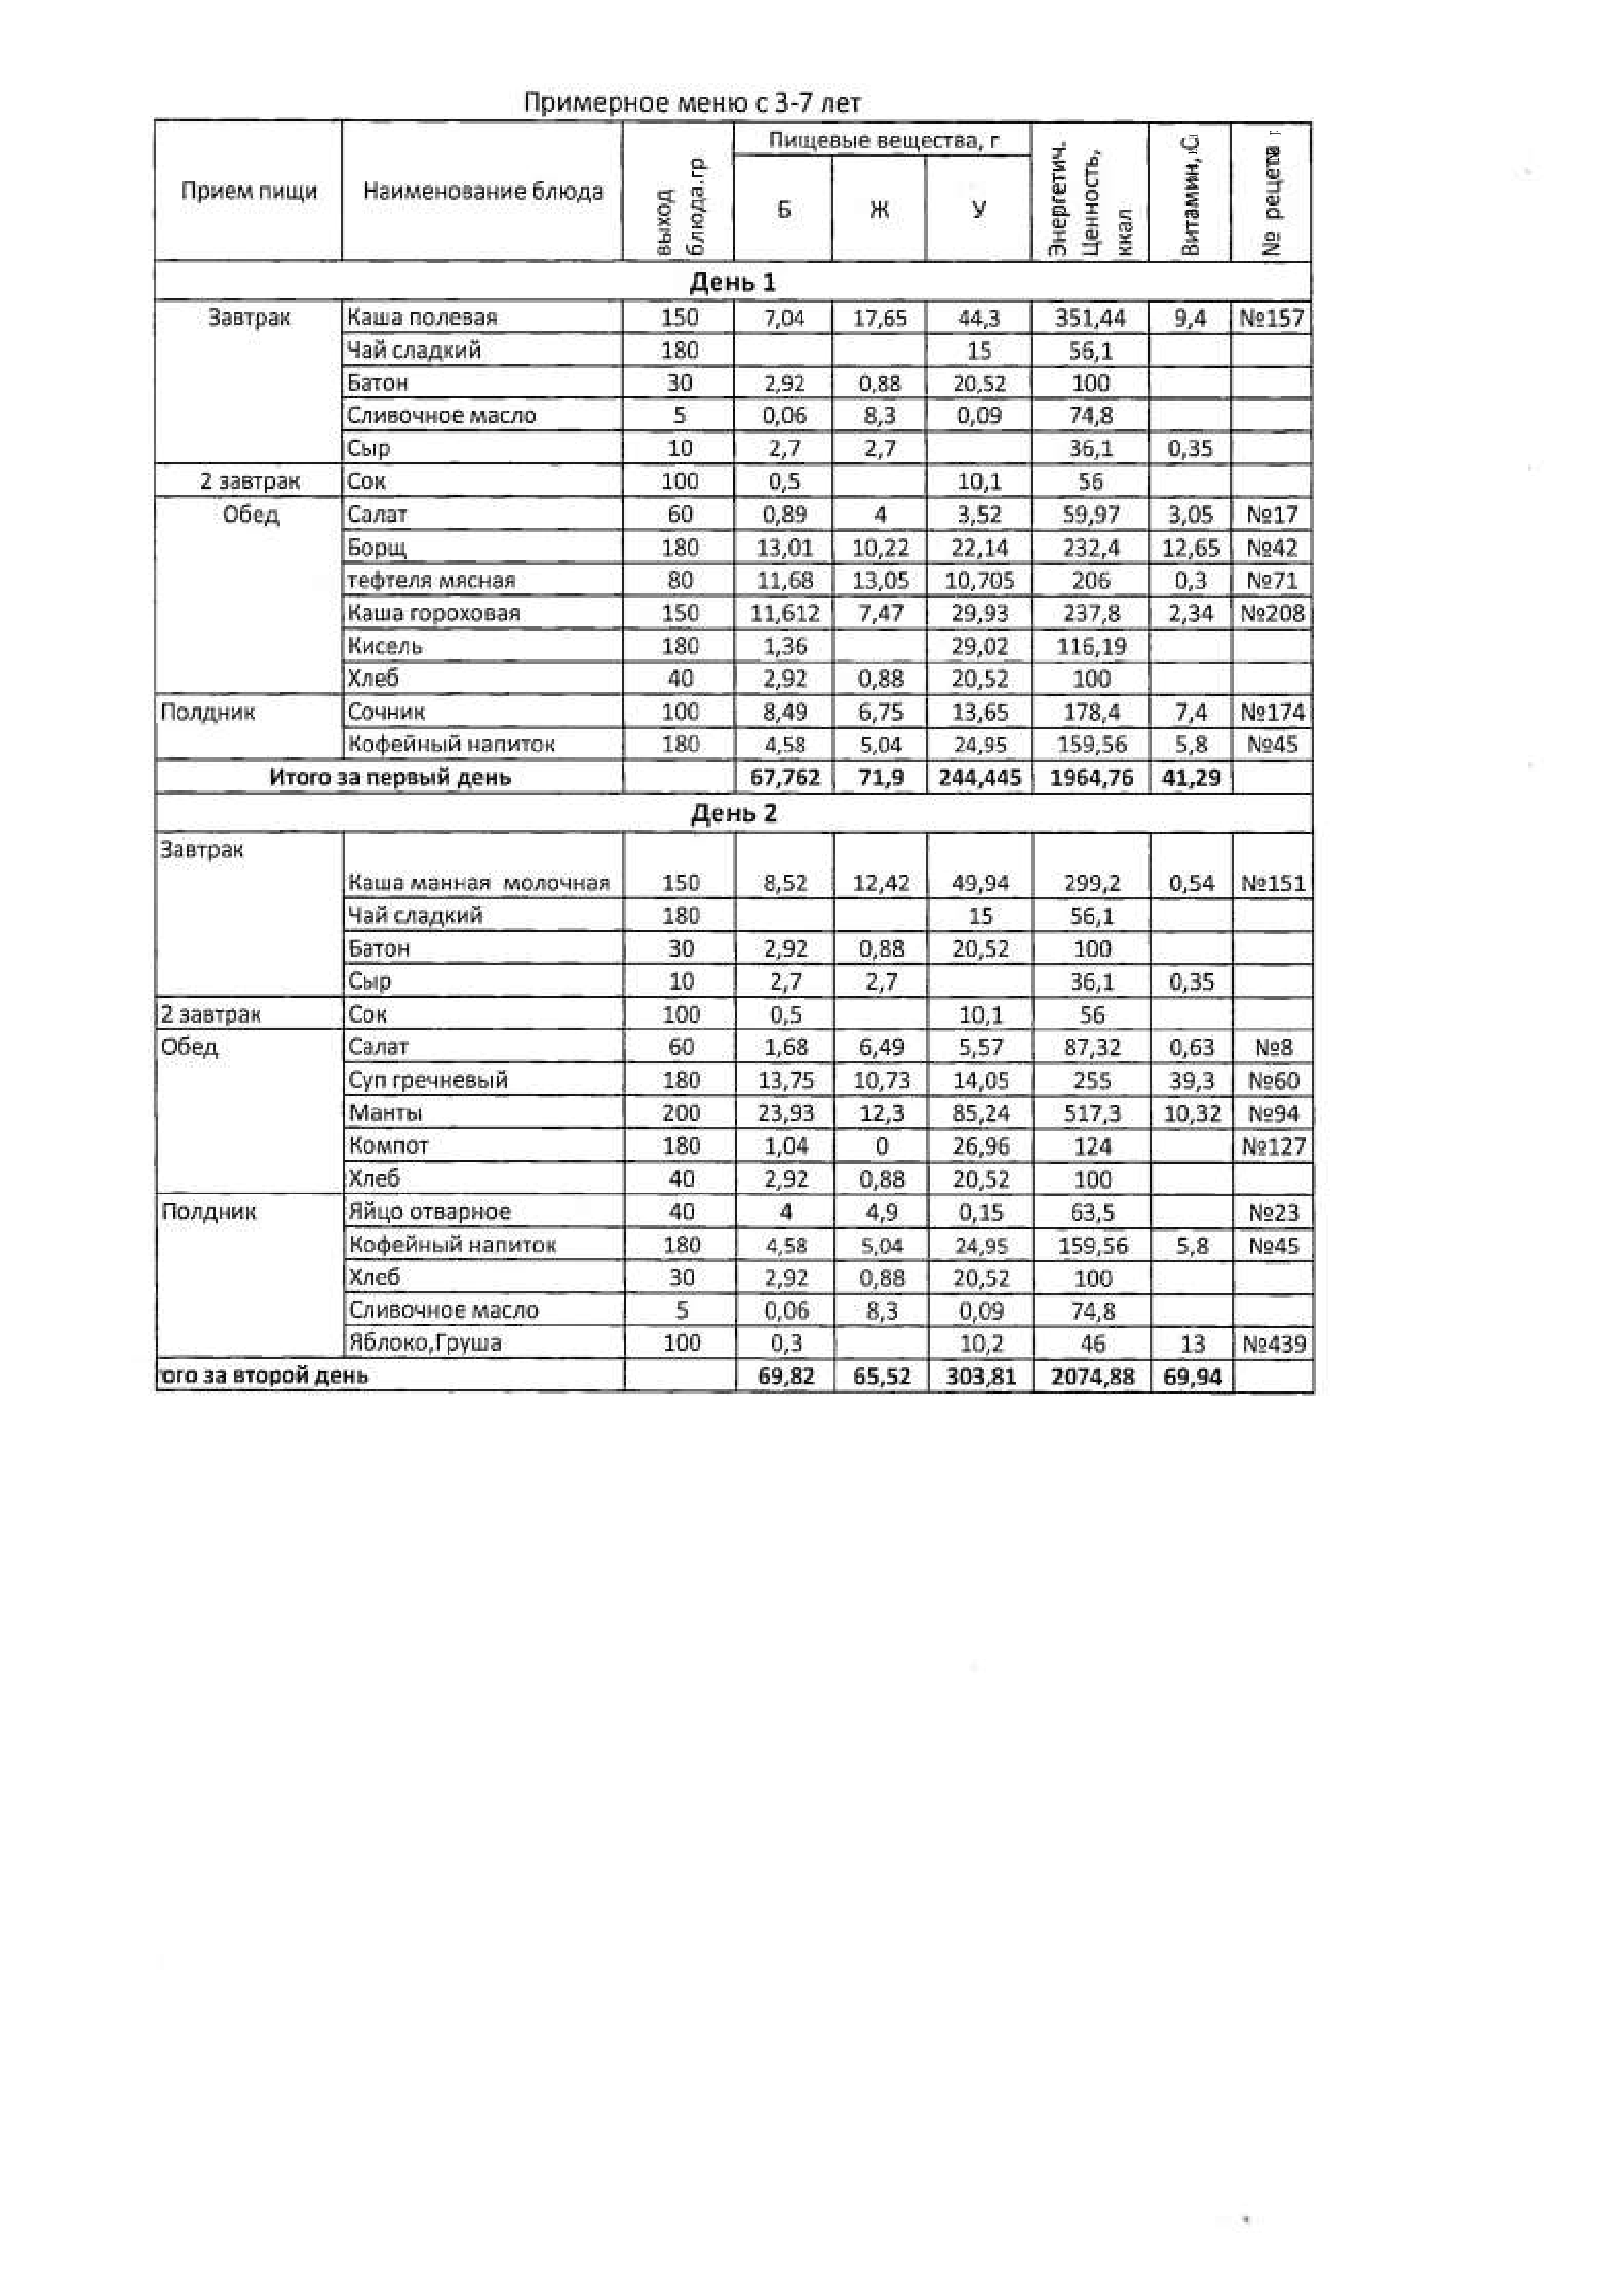 Примерное меню с 3-7 лет
Прием пищи Наименование блюда выход блюда.гр Пищевые вещества, г Б Ж У Энергетич. Ценность, ккал Витамин, С № рецепта
День 1
Завтрак Каша полевая 150 7,04 17,65 44,3 351,44 9,4 №157
Чай сладкий 180 15 56,1
Батон 30 2,92 0,88 20,52 100
Сливочное масло 5 0,06 8,3 0,09 74,8
Сыр 10 2,7 2,7 36,1 0,35
2 завтрак Сок 100 0,5 10,1 56
Обед Салат 60 0,89 4 3,52 59,97 3,05 №17
Борщ 180 13,01 10,22 22,14 232,4 12,65 №42
тефтеля мясная 80 11,68 13,05 10,705 206 0,3 №71
Каша гороховая 150 11,612 7,47 29,93 237,8 2,34 №208
Кисель 180 1,36 29,02 116,19
Хлеб 40 2,92 0,88 20,52 100
Полдник Сочник 100 8,49 6,75 13,65 178,4 7,4 №174
Кофейный напиток 180 4,58 5,04 24,95 159,56 5,8 №45
Итого за первый день 67,762 71,9 244,445 1964,76 41,29
День 2
Завтрак
Каша манная молочная 150 8,52 12,42 49,94 299,2 0,54 №151
Чай сладкий 180 15 56,1
Батон 30 2,92 0,88 20,52 100
Сыр 10 2,7 2,7 36,1 0,35
2 завтрак Сок 100 0,5 10,1 56
Обед Салат 60 1,68 6,49 5,57 87,32 0,63 №8
Суп гречневый 180 13,75 10,73 14,05 255 39,3 №60
Манты 200 23,93 12,3 85,24 517,3 10,32 №94
Компот 180 1,04 0 26,96 124 №127
Хлеб 40 2,92 0,88 20,52 100
Полдник Яйцо отварное 40 4 4,9 0,15 63,5 №23
Кофейный напиток 180 4,58 5,04 24,95 159,56 5,8 №45
Хлеб 30 2,92 0,88 20,52 100
Сливочное масло 5 0,06 8,3 0,09 74,8
Яблоко,Груша 100 0,3 10,2 46 13 №439
ого за второй день 69,82 65,52 303,81 2074,88 69,94